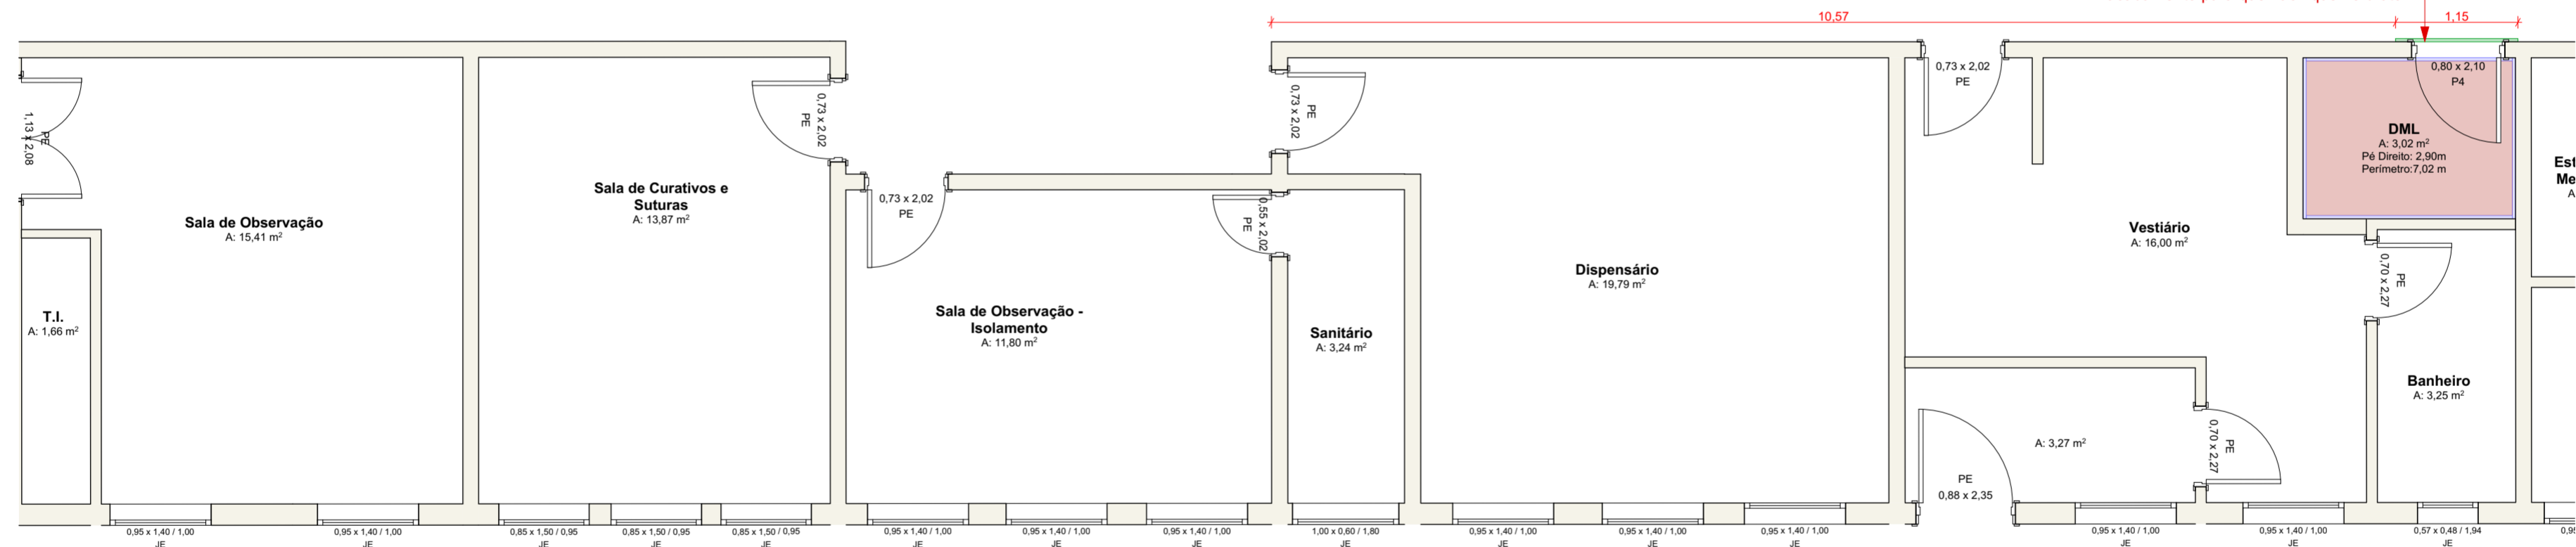 10,57
1,15
1,13 x 2,08
PE
Sala de Observação
A: 15,41 m²
T.I.
A: 1,66 m²
Sala de Curativos e
Suturas
A: 13,87 m²
0,73 x 2,02
PE
0,73 x 2,02
PE
Sala de Observação -
Isolamento
A: 11,80 m²
0,55 x 2,02
PE
Sanitário
A: 3,24 m²
0,73 x 2,02
PE
Dispensário
A: 19,79 m²
0,73 x 2,02
PE
Vestiário
A: 16,00 m²
0,80 x 2,10
P4
DML
A: 3,02 m²
Pé Direito: 2,90m
Perímetro:7,02 m
0,70 x 2,27
PE
Banheiro
A: 3,25 m²
A: 3,27 m²
0,70 x 2,27
PE
PE
0,88 x 2,35
Est
Me
A
0,95 x 1,40 / 1,00
JE
0,95 x 1,40 / 1,00
JE
0,85 x 1,50 / 0,95
JE
0,85 x 1,50 / 0,95
JE
0,85 x 1,50 / 0,95
JE
0,95 x 1,40 / 1,00
JE
0,95 x 1,40 / 1,00
JE
0,95 x 1,40 / 1,00
JE
1,00 x 0,60 / 1,80
JE
0,95 x 1,40 / 1,00
JE
0,95 x 1,40 / 1,00
JE
0,95 x 1,40 / 1,00
JE
0,95 x 1,40 / 1,00
JE
0,95 x 1,40 / 1,00
JE
0,57 x 0,48 / 1,94
JE